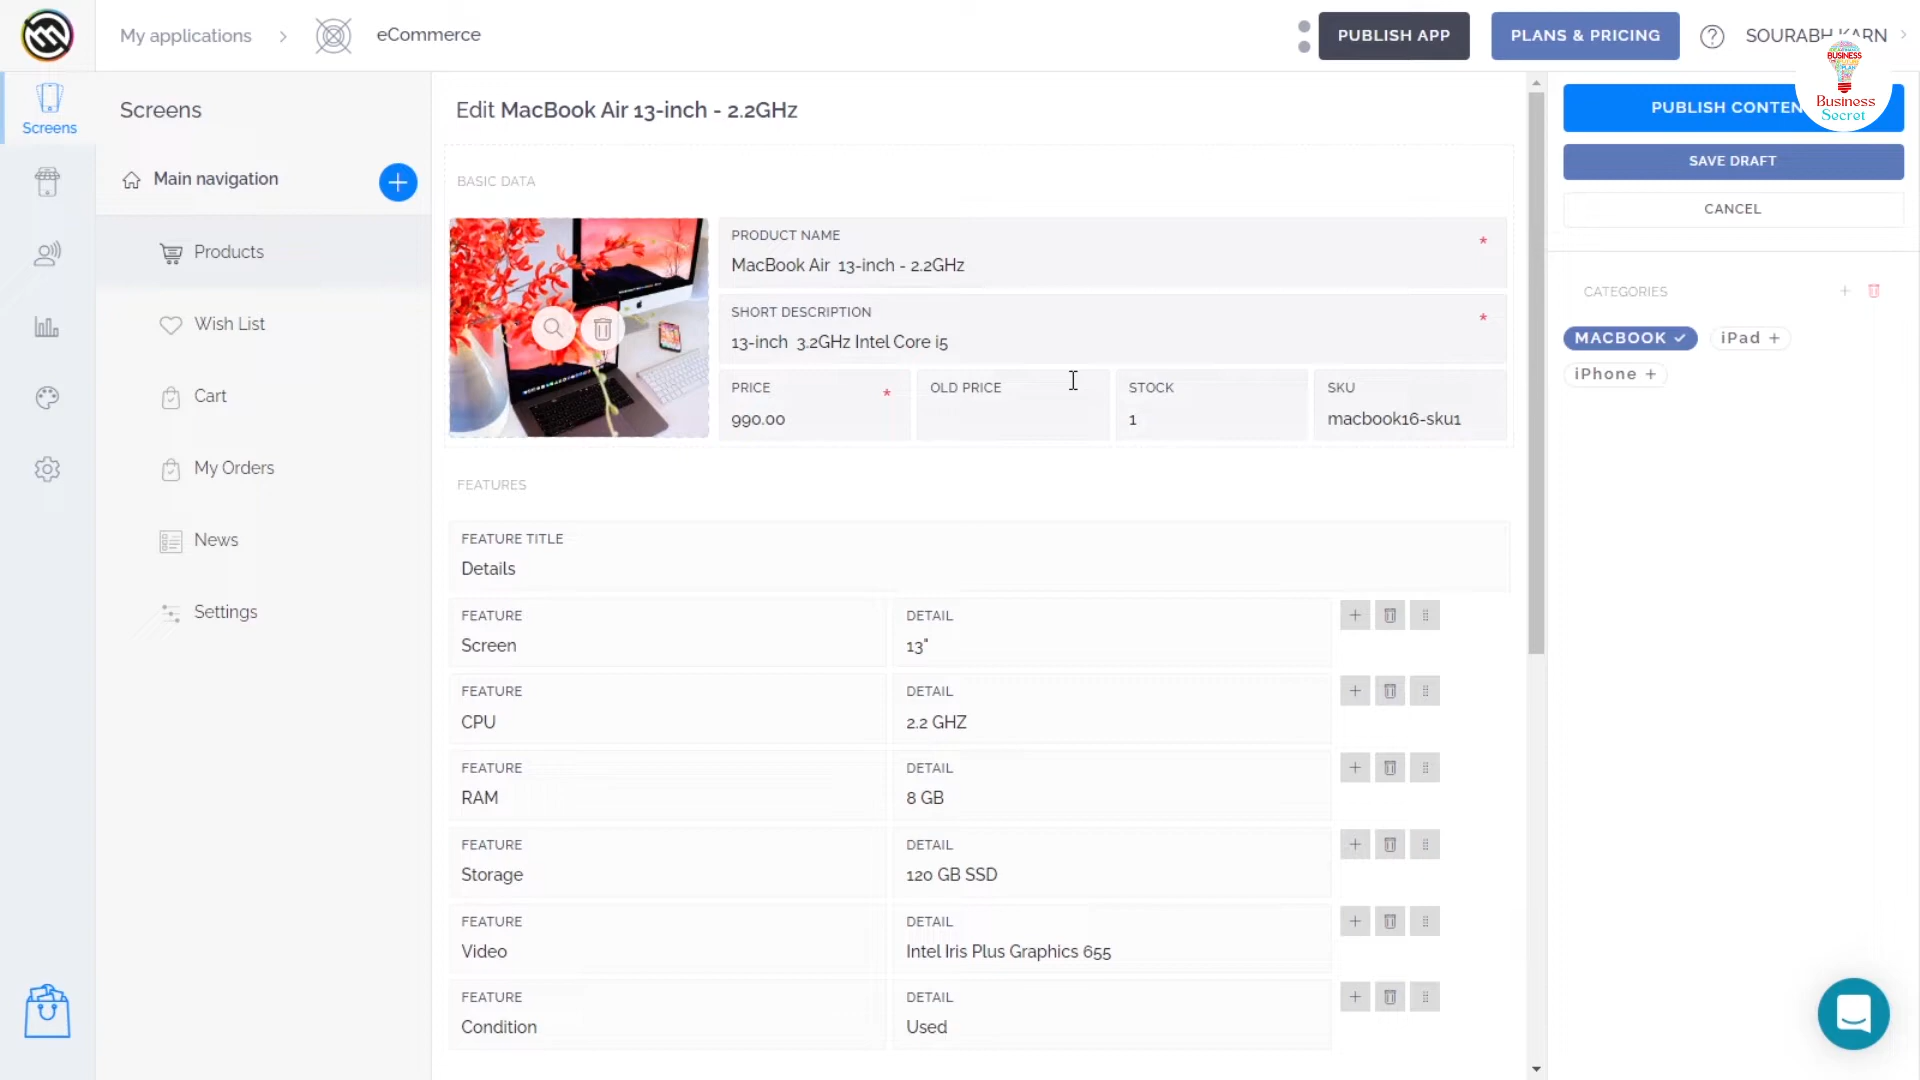 My applications
eCommerce
PUBLISH APP
PLANS & PRICING
SOURABH KARN
BUSINESS
Business
Secret
Screens
Screens
Main navigation
Products
Wish List
Cart
My Orders
News
Settings
Edit MacBook Air 13-inch - 2.2GHz
BASIC DATA
PRODUCT NAME *
MacBook Air 13-inch - 2.2GHz
SHORT DESCRIPTION *
13-inch 3.2GHz Intel Core i5
PRICE * OLD PRICE STOCK SKU
990.00 1 macbook16-sku1
FEATURES
FEATURE TITLE
Details
FEATURE DETAIL
Screen 13"
FEATURE DETAIL
CPU 2.2 GHZ
FEATURE DETAIL
RAM 8 GB
FEATURE DETAIL
Storage 120 GB SSD
FEATURE DETAIL
Video Intel Iris Plus Graphics 655
FEATURE DETAIL
Condition Used
PUBLISH CONTEN
SAVE DRAFT
CANCEL
CATEGORIES
MACBOOK
iPad +
iPhone +